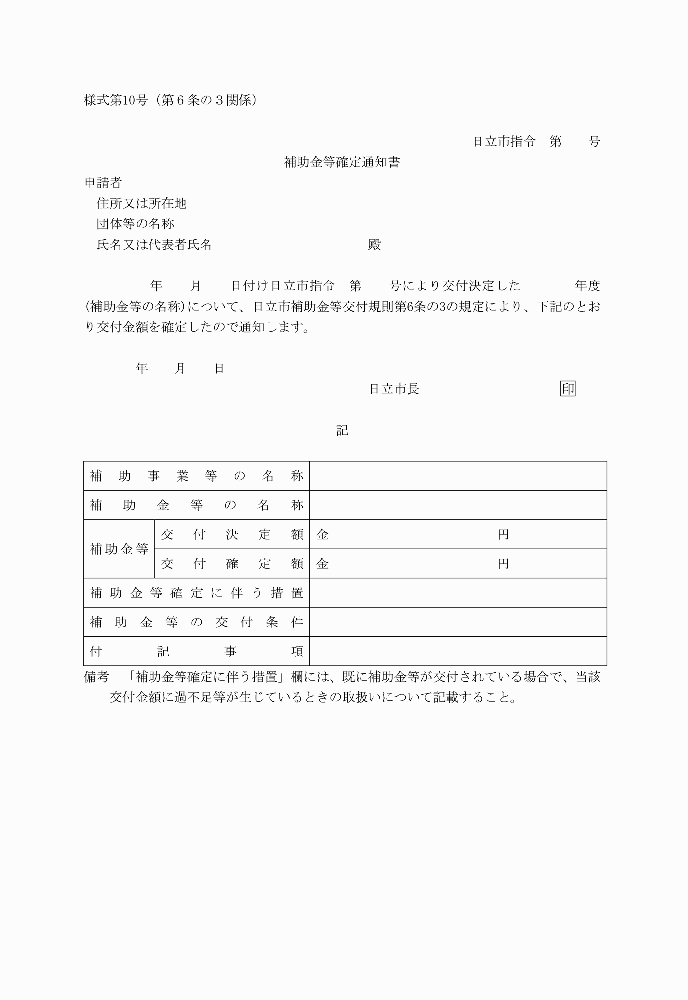 様式第10号（第６条の３関係）
日立市指令　第　　号
補助金等確定通知書
申請者
住所又は所在地
団体等の名称
氏名又は代表者氏名　　　　　　　　　　　　殿
年　　月　　日付け日立市指令　第　　号により交付決定した　　　　年度
(補助金等の名称)について、日立市補助金等交付規則第6条の3の規定により、下記のとお
り交付金額を確定したので通知します。
年　　月　　日
日立市長　　　　　　　　　　　印
記
補助事業等の名称
補助金等の名称
補助金等
交付決定額　金　　　　　　　　　　　　　円
交付確定額　金　　　　　　　　　　　　　円
補助金等確定に伴う措置
補助金等の交付条件
付記事項
備考　「補助金等確定に伴う措置」欄には、既に補助金等が交付されている場合で、当該
交付金額に過不足等が生じているときの取扱いについて記載すること。